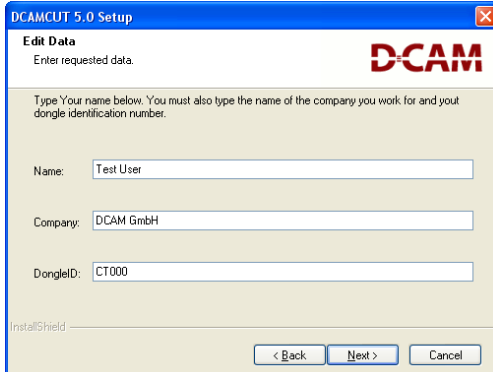 DCAMCUT 5.0 Setup
Edit Data
Enter requested data.
D-CAM
Type Your name below. You must also type the name of the company you work for and yout
dongle identification number.
Name: Test User
Company: DCAM GmbH
DongleID: CT000
InstallShield
< Back Next > Cancel